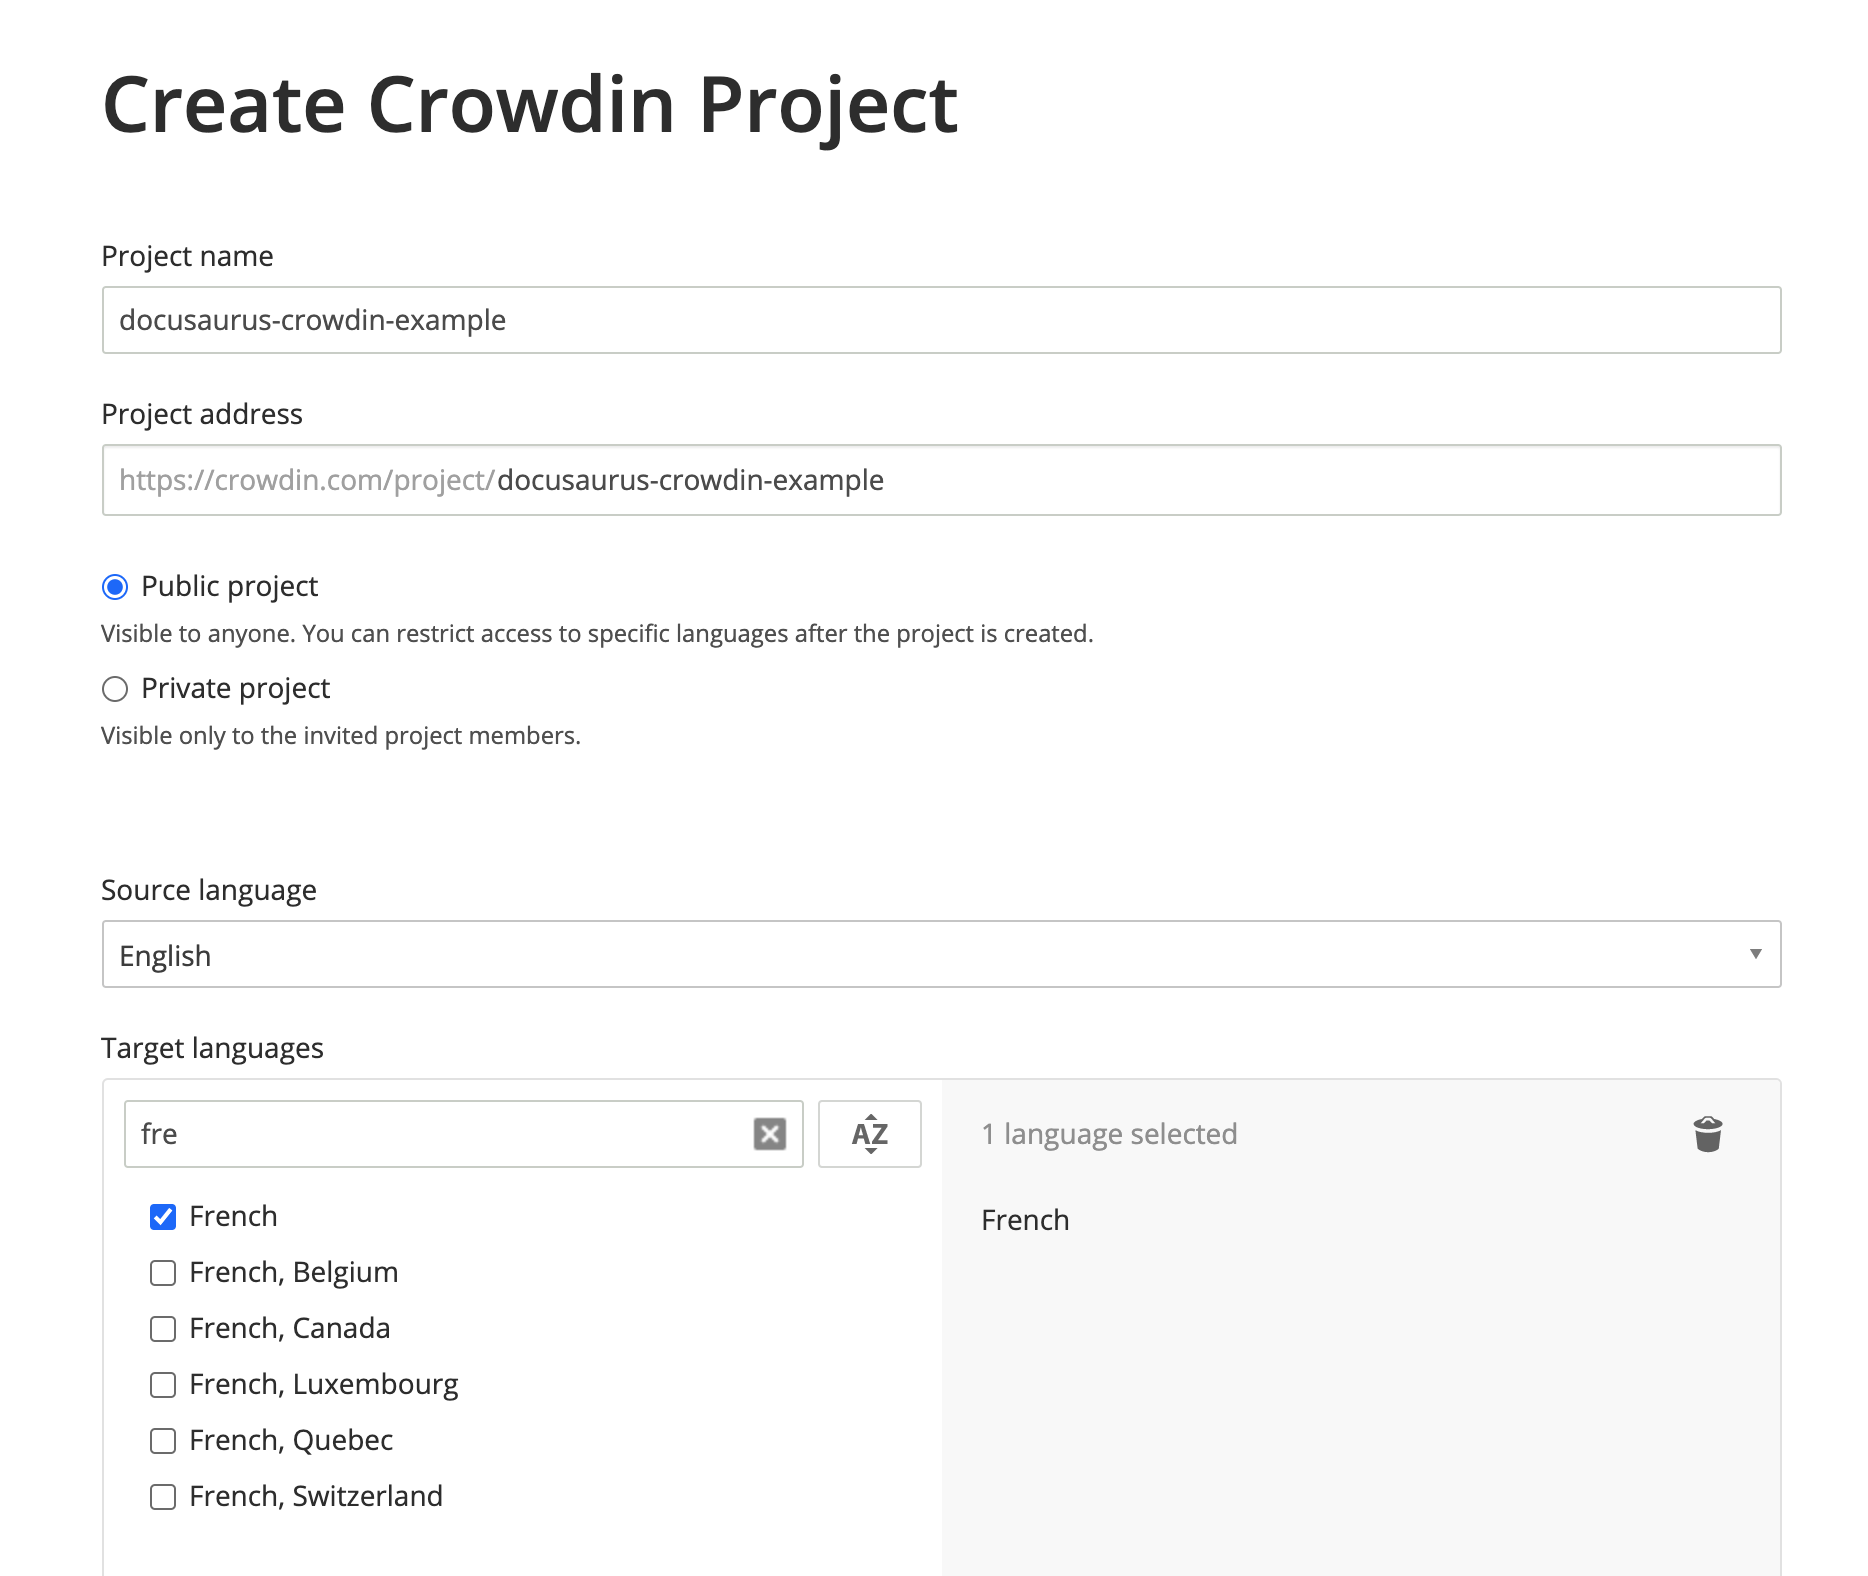 Create Crowdin Project
Project name
docusaurus-crowdin-example
Project address
https://crowdin.com/project/docusaurus-crowdin-example
Public project
Visible to anyone. You can restrict access to specific languages after the project is created.
Private project
Visible only to the invited project members.
Source language
English
Target languages
fre
AZ
French
French, Belgium
French, Canada
French, Luxembourg
French, Quebec
French, Switzerland
1 language selected
French